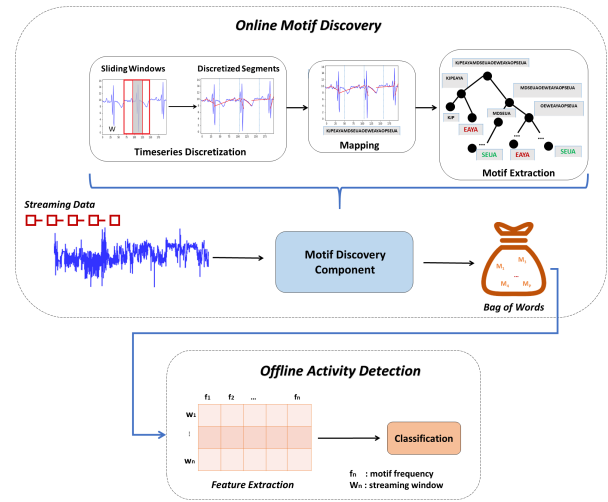 Online Motif Discovery
Sliding Windows
Discretized Segments
W
Timeseries Discretization
KIPEAYAMDSEUAOEWEAYAOPSEUA
Mapping
KIPEAYAMDSEUAOEWEAYAOPSEUA
KIPEAYA
MDSEUAOEWEAYAOPSEUA
OEWEAYAOPSEUA
KIP
MDSEUA
EAYA
...
...
...
SEUA
EAYA
SEUA
Motif Extraction
Streaming Data
Motif Discovery
Component
Bag of Words
Offline Activity Detection
f1 f2 ... fn
W1
:
Wn
Feature Extraction
Classification
fn : motif frequency
Wn : streaming window